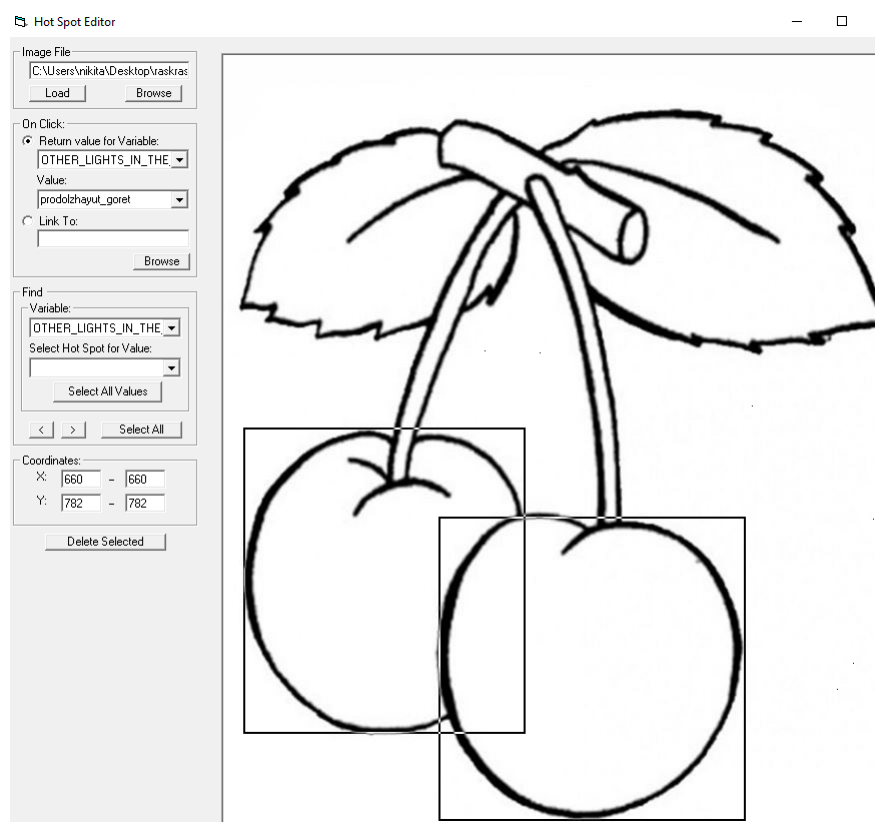 Hot Spot Editor
Image File
C:\Users\nikita\Desktop\raskras
Load
Browse
On Click:
Return value for Variable:
OTHER_LIGHTS_IN_THE_
Value:
prodolzhayut_goret
Link To:
Browse
Find
Variable:
OTHER_LIGHTS_IN_THE_
Select Hot Spot for Value:
Select All Values
< > Select All
Coordinates:
X: 660 - 660
Y: 782 - 782
Delete Selected